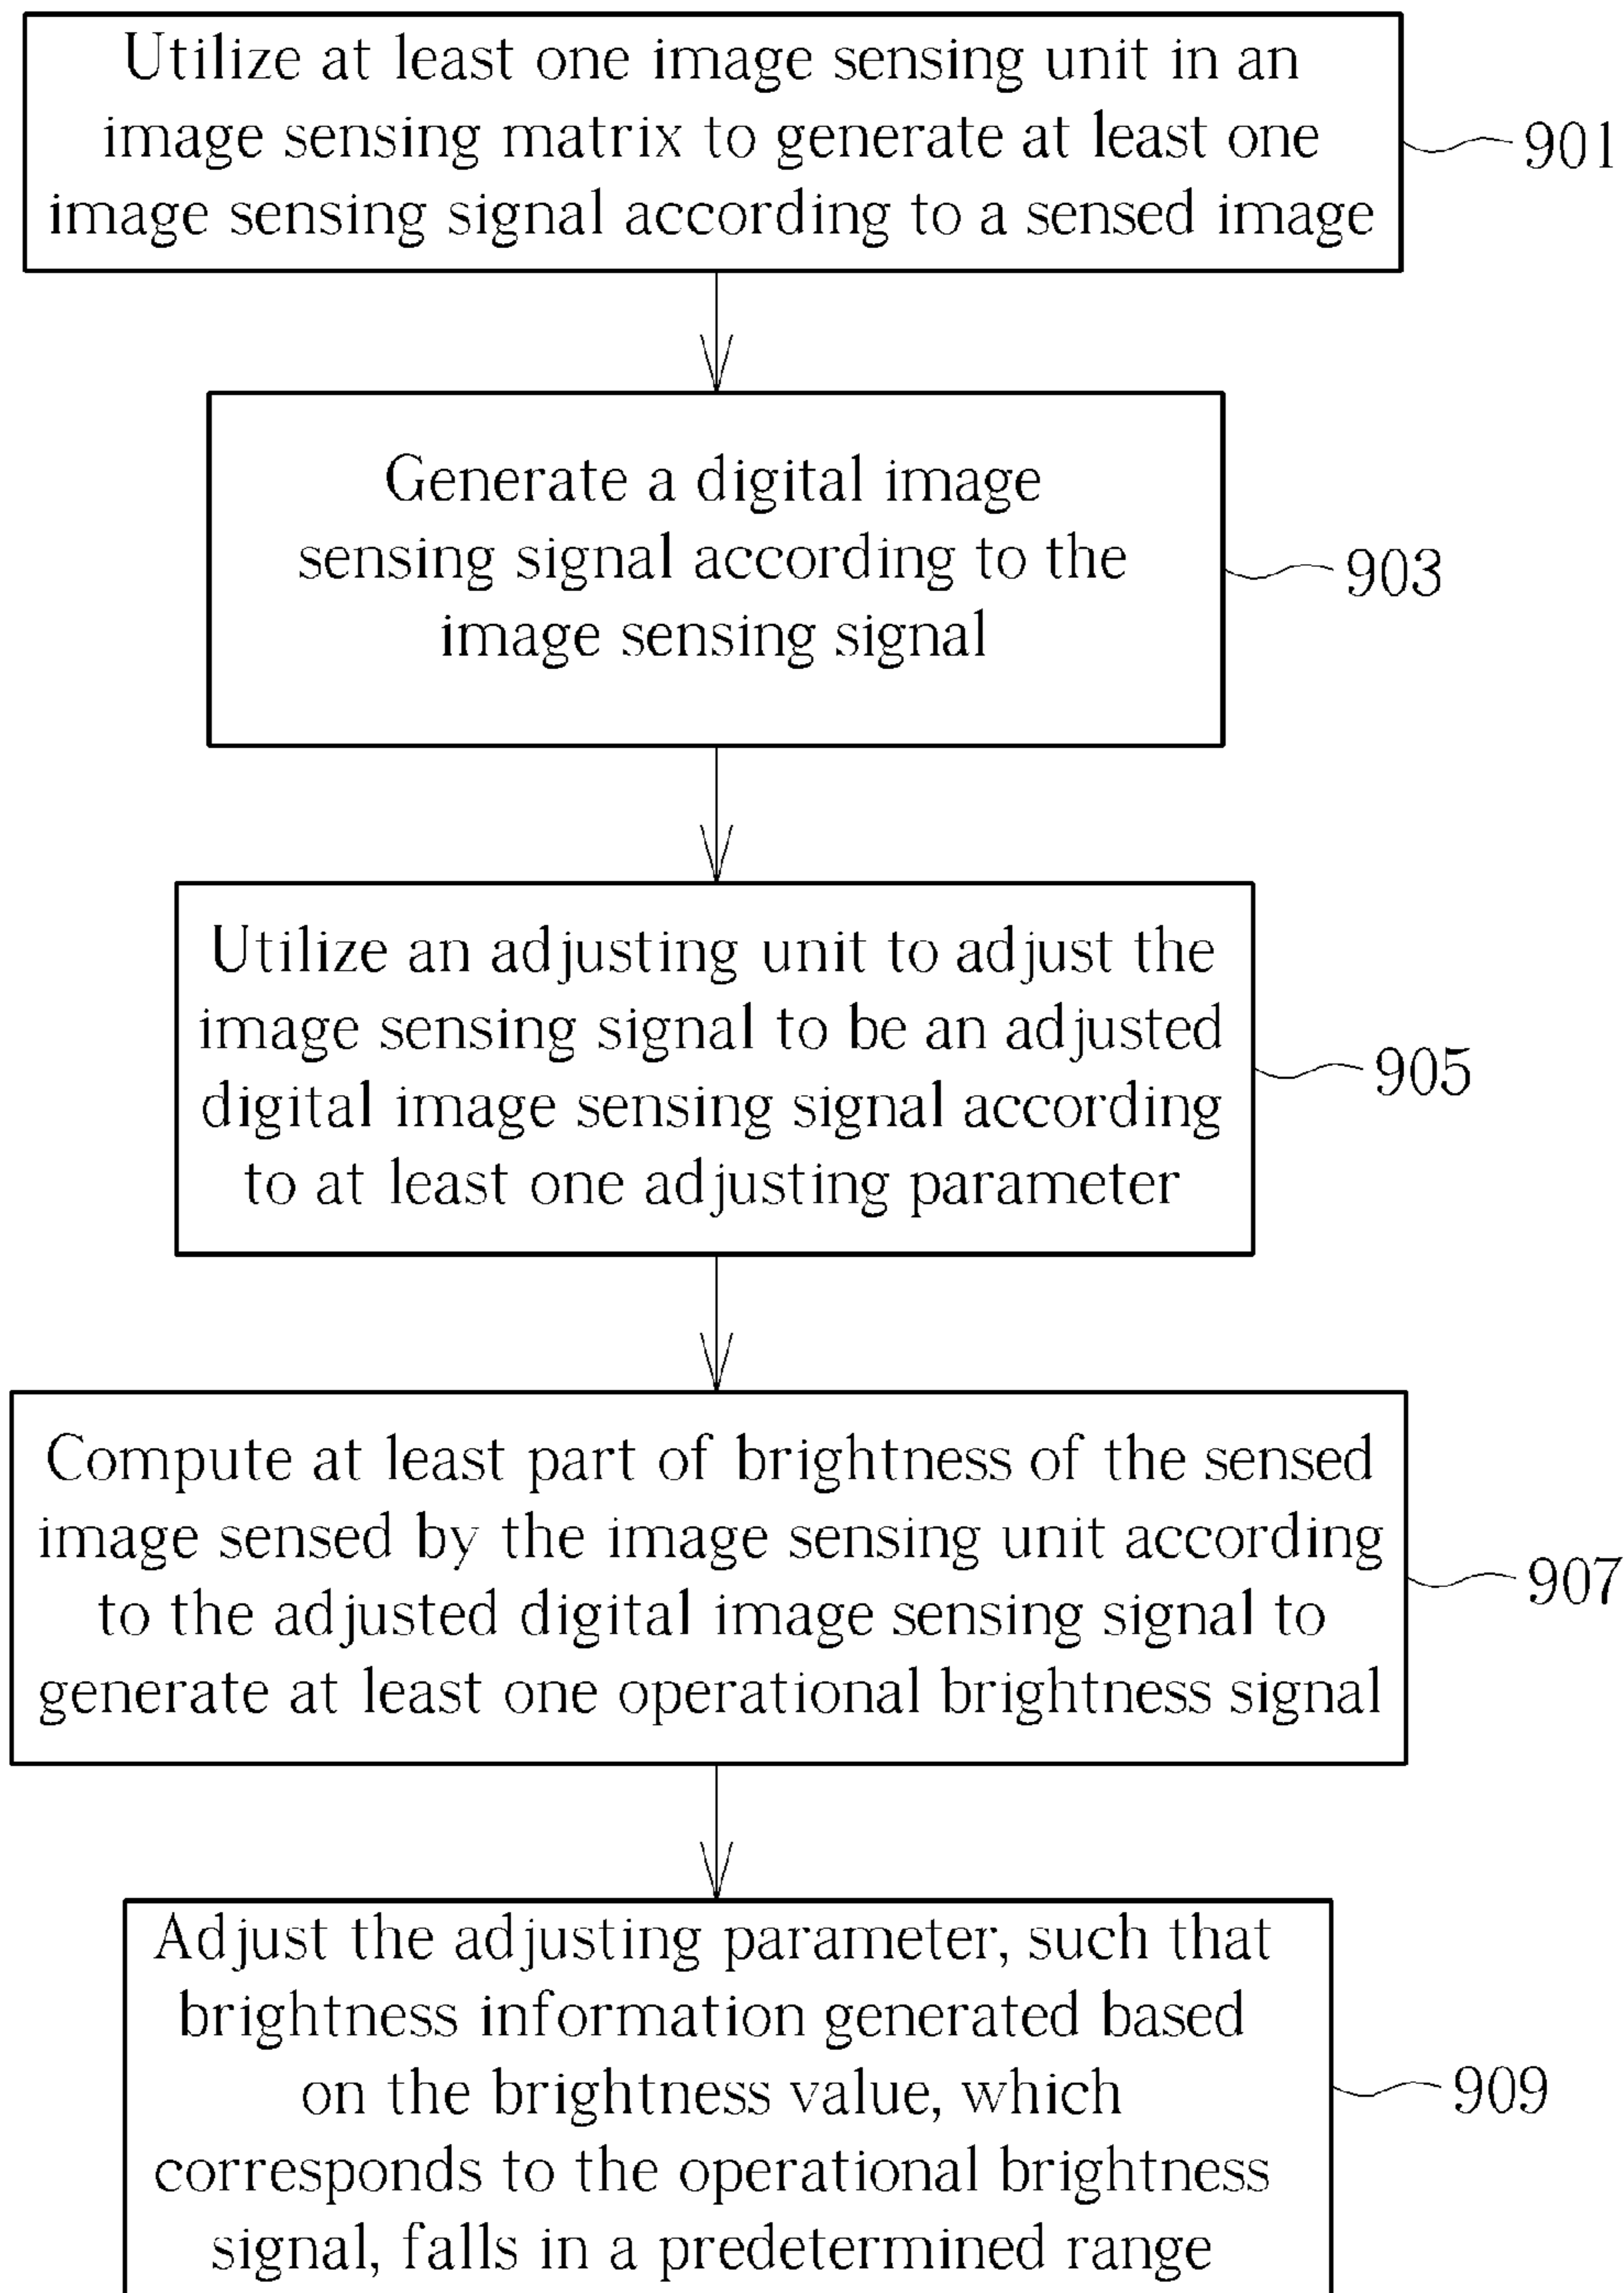 Utilize at least one image sensing unit in an
image sensing matrix to generate at least one
image sensing signal according to a sensed image
901
Generate a digital image
sensing signal according to the
image sensing signal
903
Utilize an adjusting unit to adjust the
image sensing signal to be an adjusted
digital image sensing signal according
to at least one adjusting parameter
905
Compute at least part of brightness of the sensed
image sensed by the image sensing unit according
to the adjusted digital image sensing signal to
generate at least one operational brightness signal
907
Adjust the adjusting parameter, such that
brightness information generated based
on the brightness value, which
corresponds to the operational brightness
signal, falls in a predetermined range
909